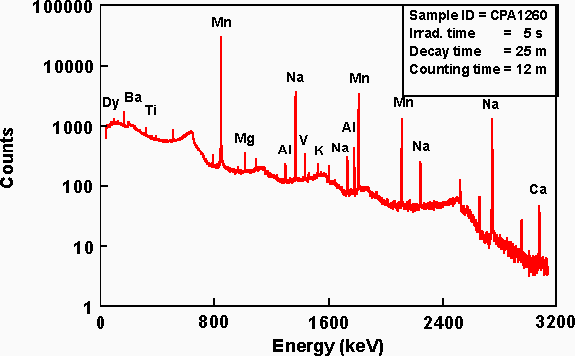 100000
10000
1000
100
10
1
Counts
Sample ID = CPA1260
Irrad. time = 5 s
Decay time = 25 m
Counting time = 12 m
Dy
Ba
Ti
Mn
Mg
Na
Al
V
K
Na
Al
Mn
Mn
Na
Na
Ca
0
800
1600
2400
3200
Energy (keV)